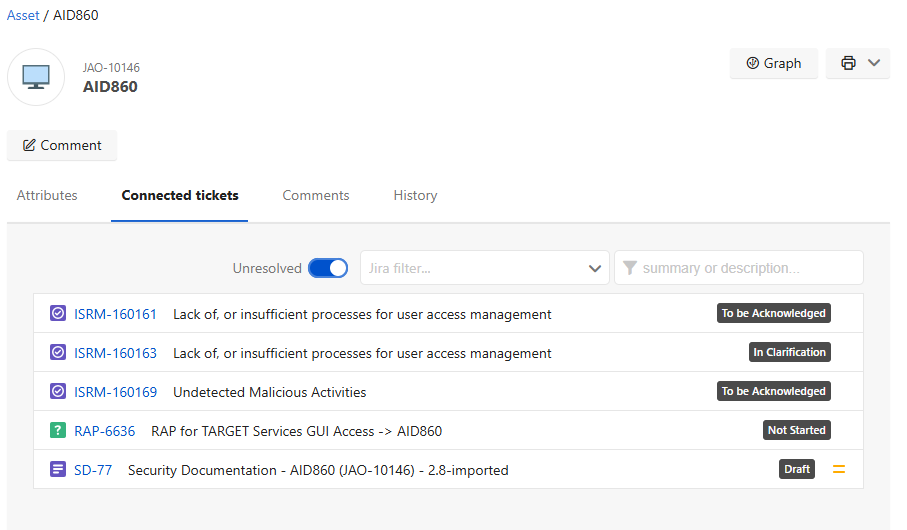 Asset / AID860
JAO-10146
AID860
Graph
Comment
Attributes
Connected tickets
Comments
History
Unresolved
Jira filter...
summary or description...
ISRM-160161 Lack of, or insufficient processes for user access management To be Acknowledged
ISRM-160163 Lack of, or insufficient processes for user access management In Clarification
ISRM-160169 Undetected Malicious Activities To be Acknowledged
RAP-6636 RAP for TARGET Services GUI Access -> AID860 Not Started
SD-77 Security Documentation - AID860 (JAO-10146) - 2.8-imported Draft